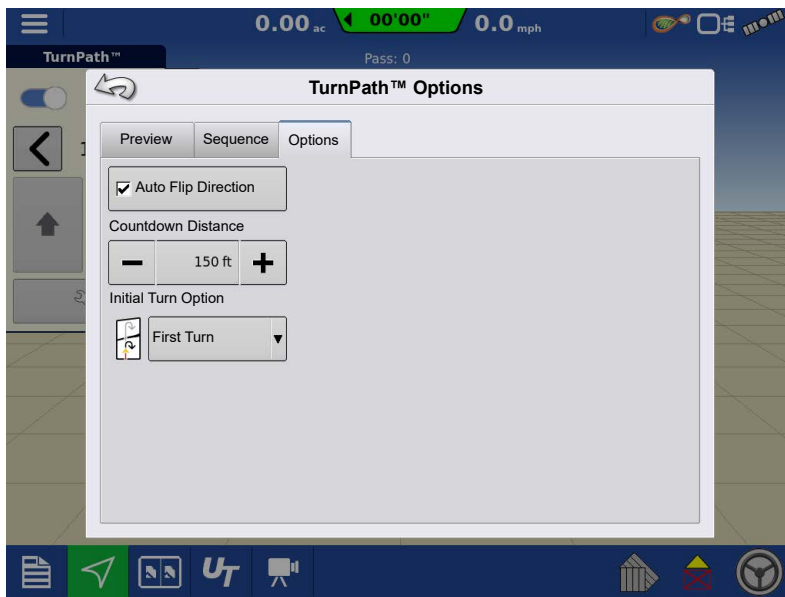 0.00 ac 00'00" 0.0 mph
TurnPath™ Pass: 0
TurnPath™ Options
Preview Sequence Options
Auto Flip Direction
Countdown Distance
150 ft
Initial Turn Option
First Turn
UT